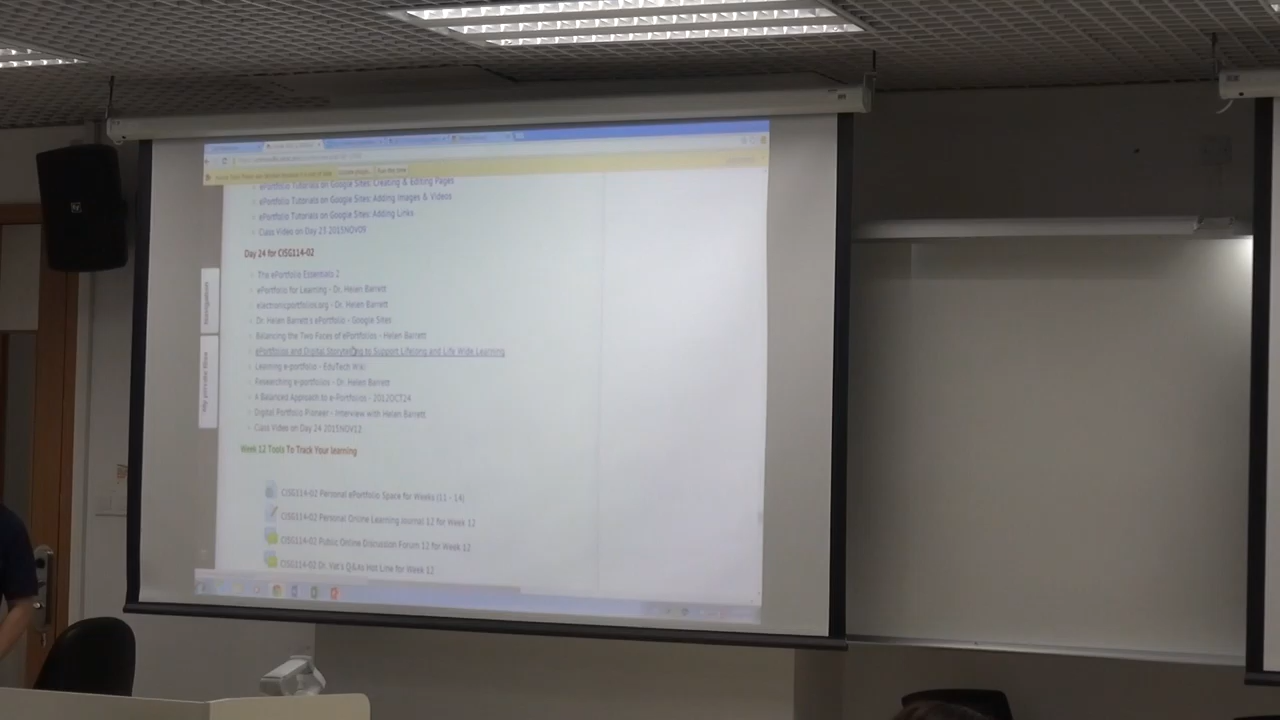 ePortfolio Tutorials on Google Sites: Creating & Editing Pages
ePortfolio Tutorials on Google Sites: Adding Images & Videos
ePortfolio Tutorials on Google Sites: Adding Links
Class Video on Day 23 2015NOV09
Day 24 for CISG114-02
The ePortfolio Essentials 2
ePortfolio for Learning - Dr. Helen Barrett
electronicportfolios.org - Dr. Helen Barrett
Dr. Helen Barrett's ePortfolio - Google Sites
Balancing the Two Faces of ePortfolios - Helen Barrett
ePortfolios and Digital Storytelling to Support Lifelong and Life Wide Learning
Learning e-portfolio - EduTech Wiki
Researching e-portfolios - Dr. Helen Barrett
A Balanced Approach to e-Portfolios - 2012OCT24
Digital Portfolio Pioneer - Interview with Helen Barrett
Class Video on Day 24 2015NOV12
Week 12 Tools To Track Your learning
CISG114-02 Personal ePortfolio Space for Weeks (11 - 14)
CISG114-02 Personal Online Learning Journal 12 for Week 12
CISG114-02 Public Online Discussion Forum 12 for Week 12
CISG114-02 Dr. Vat's Q&As Hot Line for Week 12
Navigation
My private files